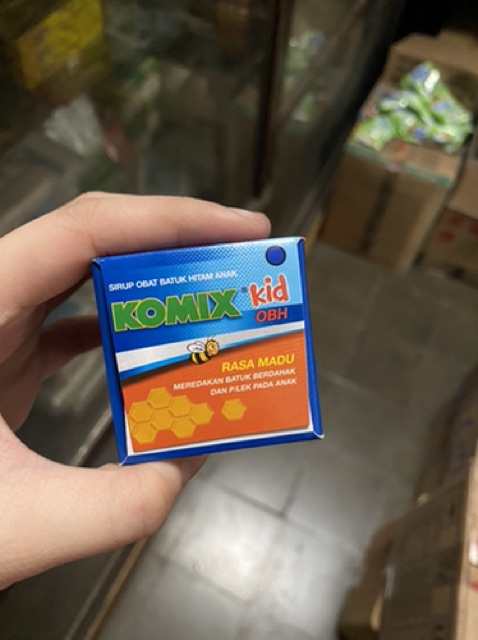 SIRUP OBAT BATUK HITAM ANAK
KOMIX® kid
OBH
RASA MADU
MEREDAKAN BATUK BERDAHAK
DAN PILEK PADA ANAK